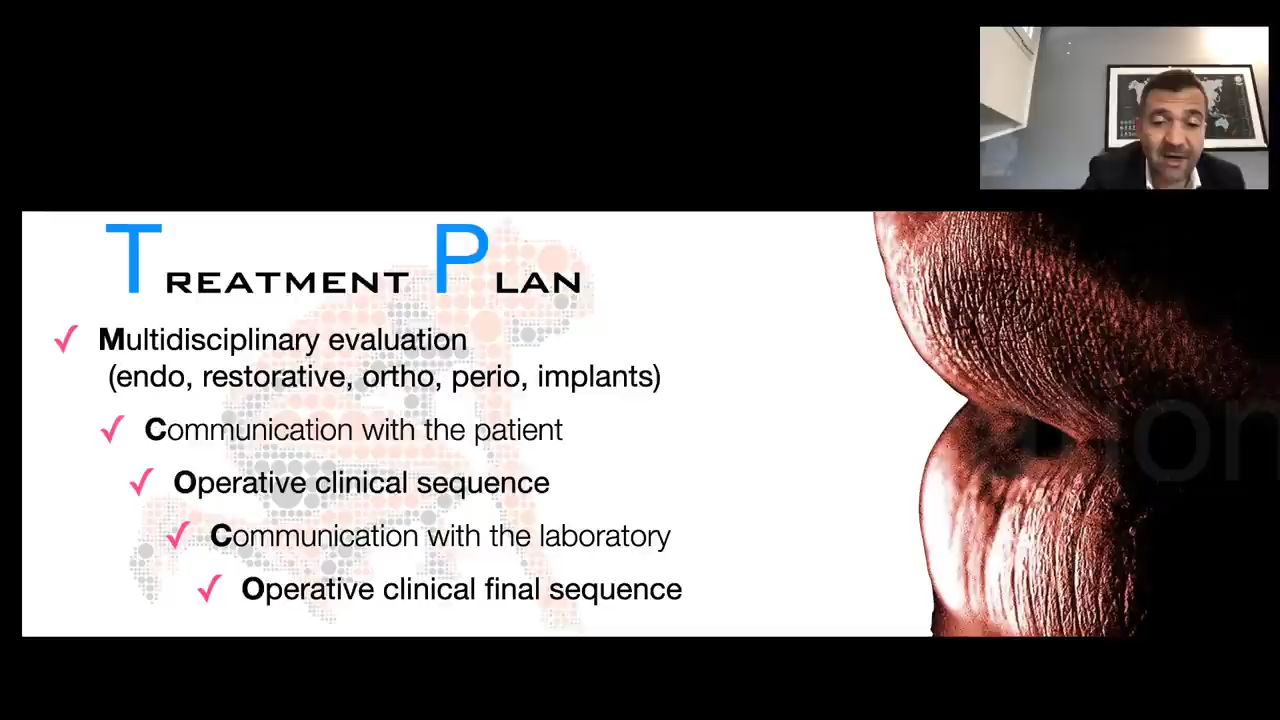 TREATMENT PLAN
Multidisciplinary evaluation
(endo, restorative, ortho, perio, implants)
Communication with the patient
Operative clinical sequence
Communication with the laboratory
Operative clinical final sequence